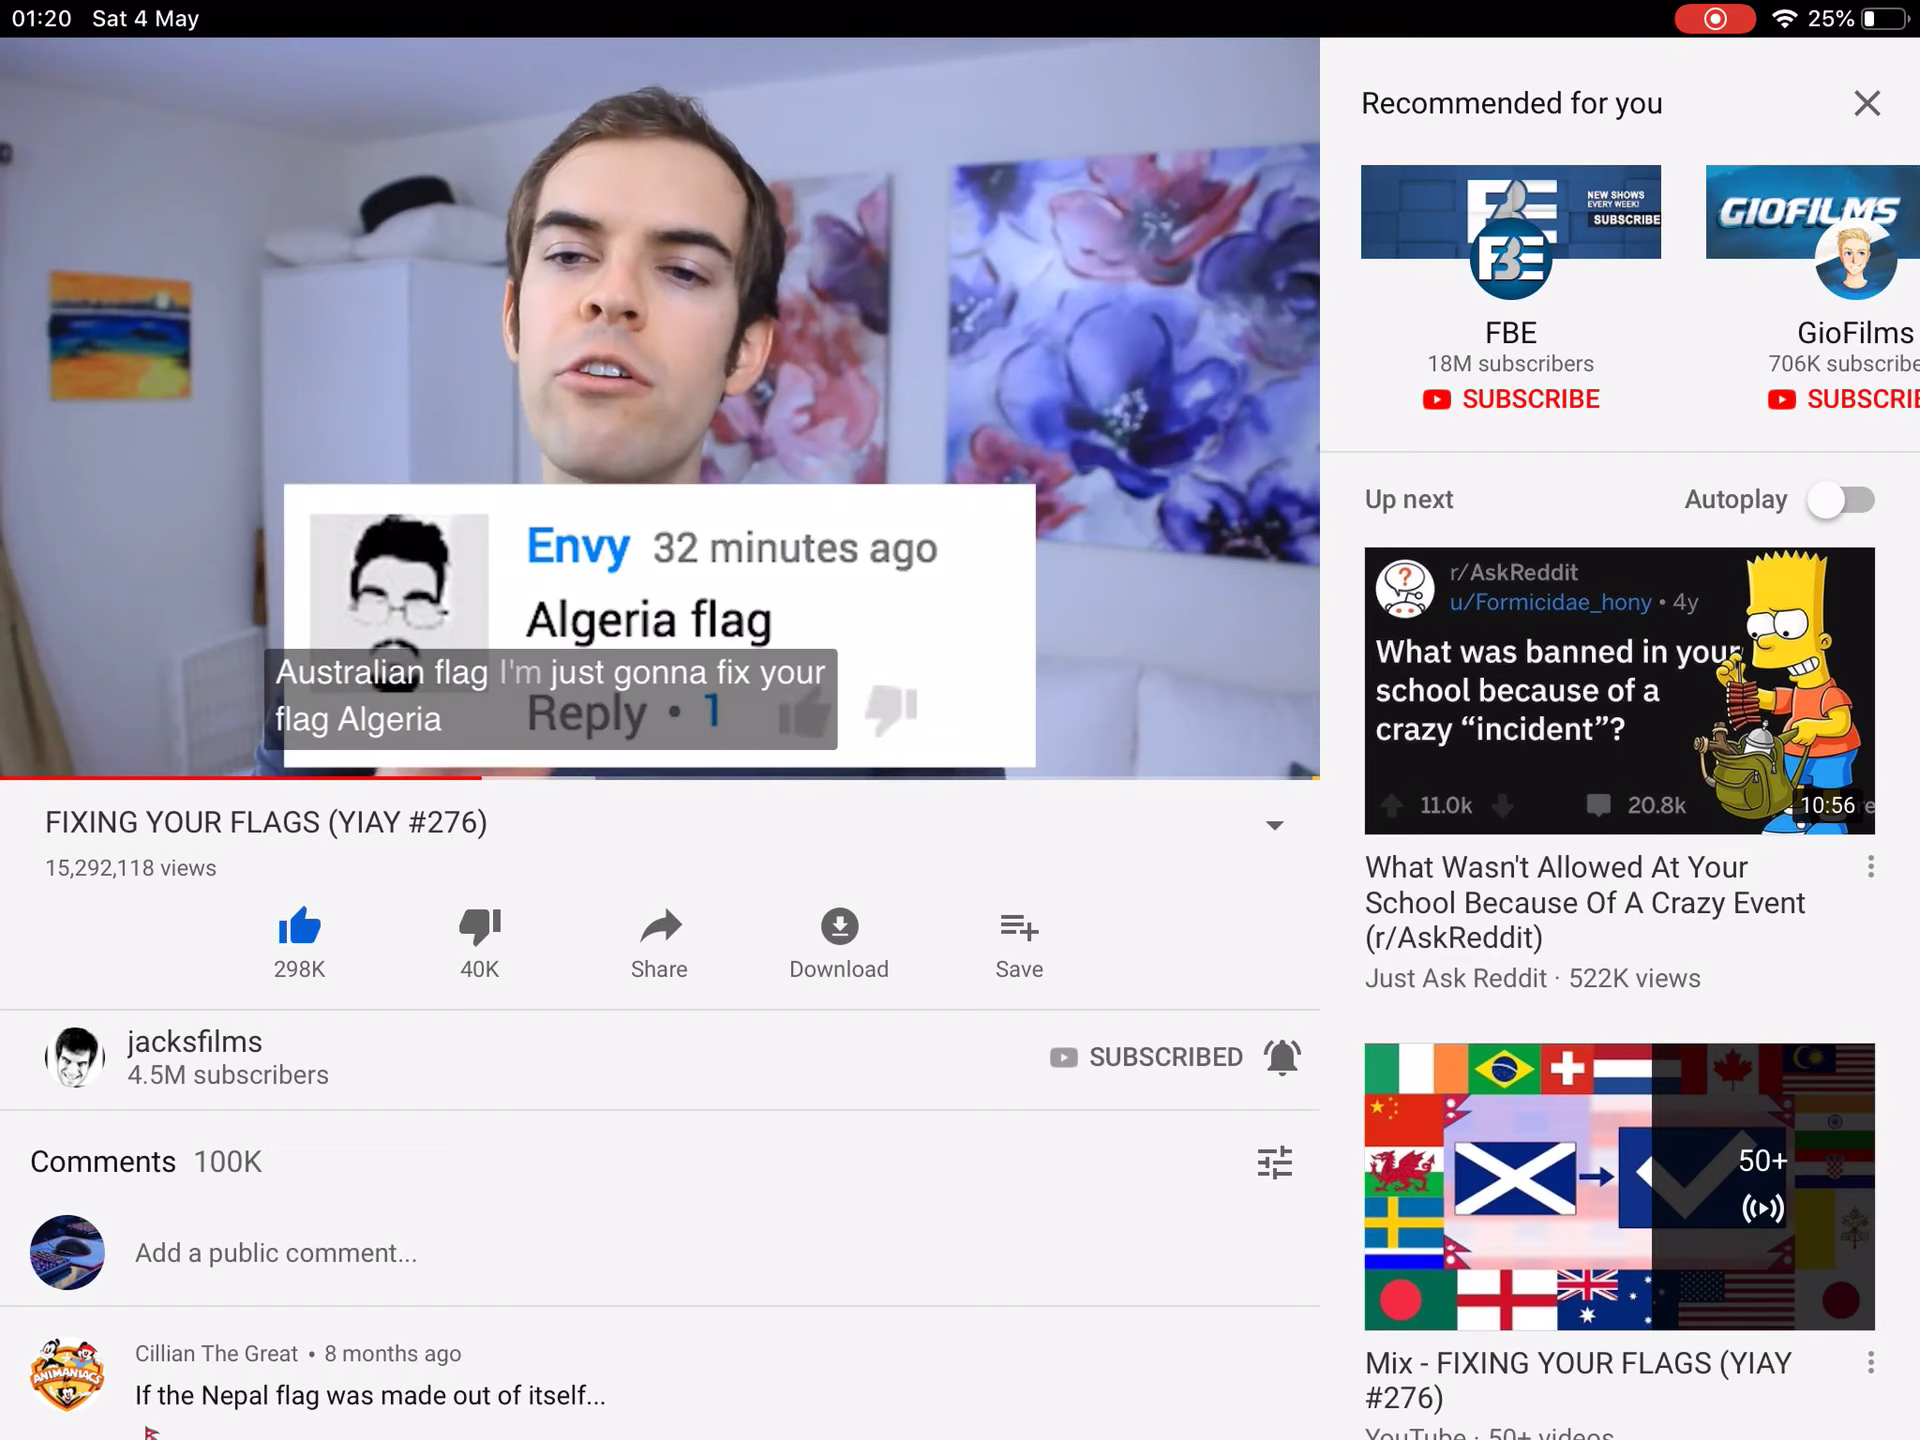 01:20 Sat 4 May
25%
Envy 32 minutes ago
Algeria flag
Reply • 1
Australian flag I'm just gonna fix your
flag Algeria
FIXING YOUR FLAGS (YIAY #276)
15,292,118 views
298K
40K
Share
Download
Save
jacksfilms
4.5M subscribers
SUBSCRIBED
Comments 100K
Add a public comment...
Cillian The Great • 8 months ago
If the Nepal flag was made out of itself...
ANIMANIACS
Recommended for you
NEW SHOWS
EVERY WEEK!
SUBSCRIBE
FBE
FBE
18M subscribers
SUBSCRIBE
GIOFILMS
GioFilms
706K subscribe
SUBSCRIB
Up next
Autoplay
r/AskReddit
u/Formicidae_hony • 4y
What was banned in your
school because of a
crazy “incident”?
11.0k
20.8k
10:56
What Wasn't Allowed At Your
School Because Of A Crazy Event
(r/AskReddit)
Just Ask Reddit · 522K views
50+
Mix - FIXING YOUR FLAGS (YIAY
#276)
YouTube · 50+ videos